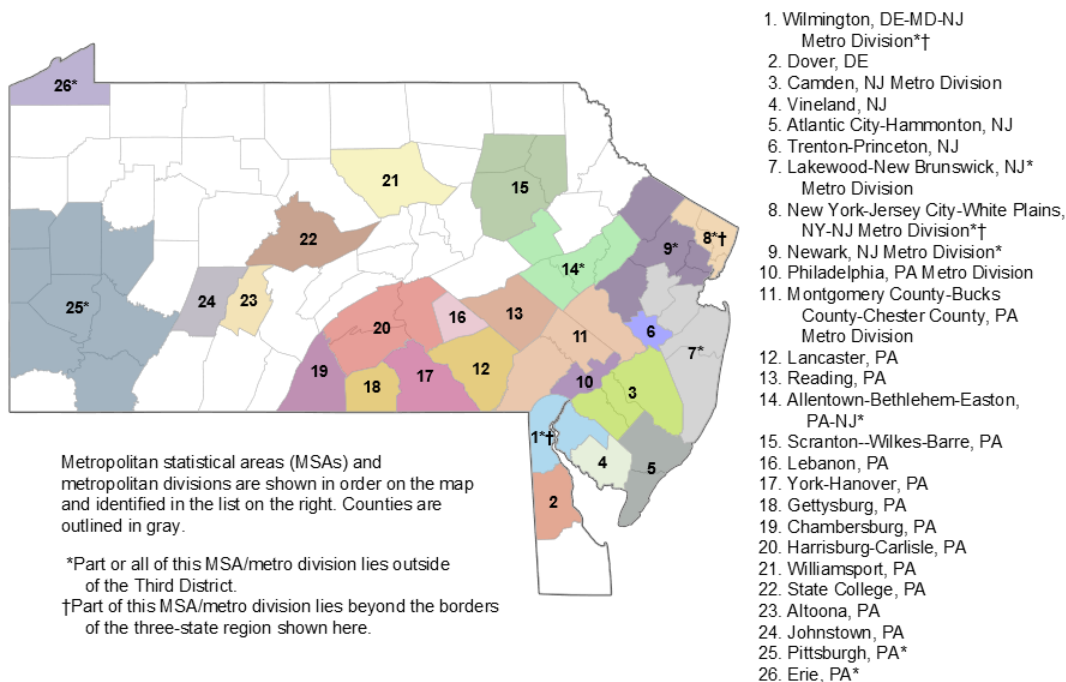 26*
21
15
22
8*†
9*
14*
25*
24
23
20
16
13
11
6
7*
19
18
17
12
10
3
1*†
4
5
2
Metropolitan statistical areas (MSAs) and
metropolitan divisions are shown in order on the map
and identified in the list on the right. Counties are
outlined in gray.
*Part or all of this MSA/metro division lies outside
of the Third District.
†Part of this MSA/metro division lies beyond the borders
of the three-state region shown here.
1. Wilmington, DE-MD-NJ
Metro Division*†
2. Dover, DE
3. Camden, NJ Metro Division
4. Vineland, NJ
5. Atlantic City-Hammonton, NJ
6. Trenton-Princeton, NJ
7. Lakewood-New Brunswick, NJ*
Metro Division
8. New York-Jersey City-White Plains,
NY-NJ Metro Division*†
9. Newark, NJ Metro Division*
10. Philadelphia, PA Metro Division
11. Montgomery County-Bucks
County-Chester County, PA
Metro Division
12. Lancaster, PA
13. Reading, PA
14. Allentown-Bethlehem-Easton,
PA-NJ*
15. Scranton--Wilkes-Barre, PA
16. Lebanon, PA
17. York-Hanover, PA
18. Gettysburg, PA
19. Chambersburg, PA
20. Harrisburg-Carlisle, PA
21. Williamsport, PA
22. State College, PA
23. Altoona, PA
24. Johnstown, PA
25. Pittsburgh, PA*
26. Erie, PA*